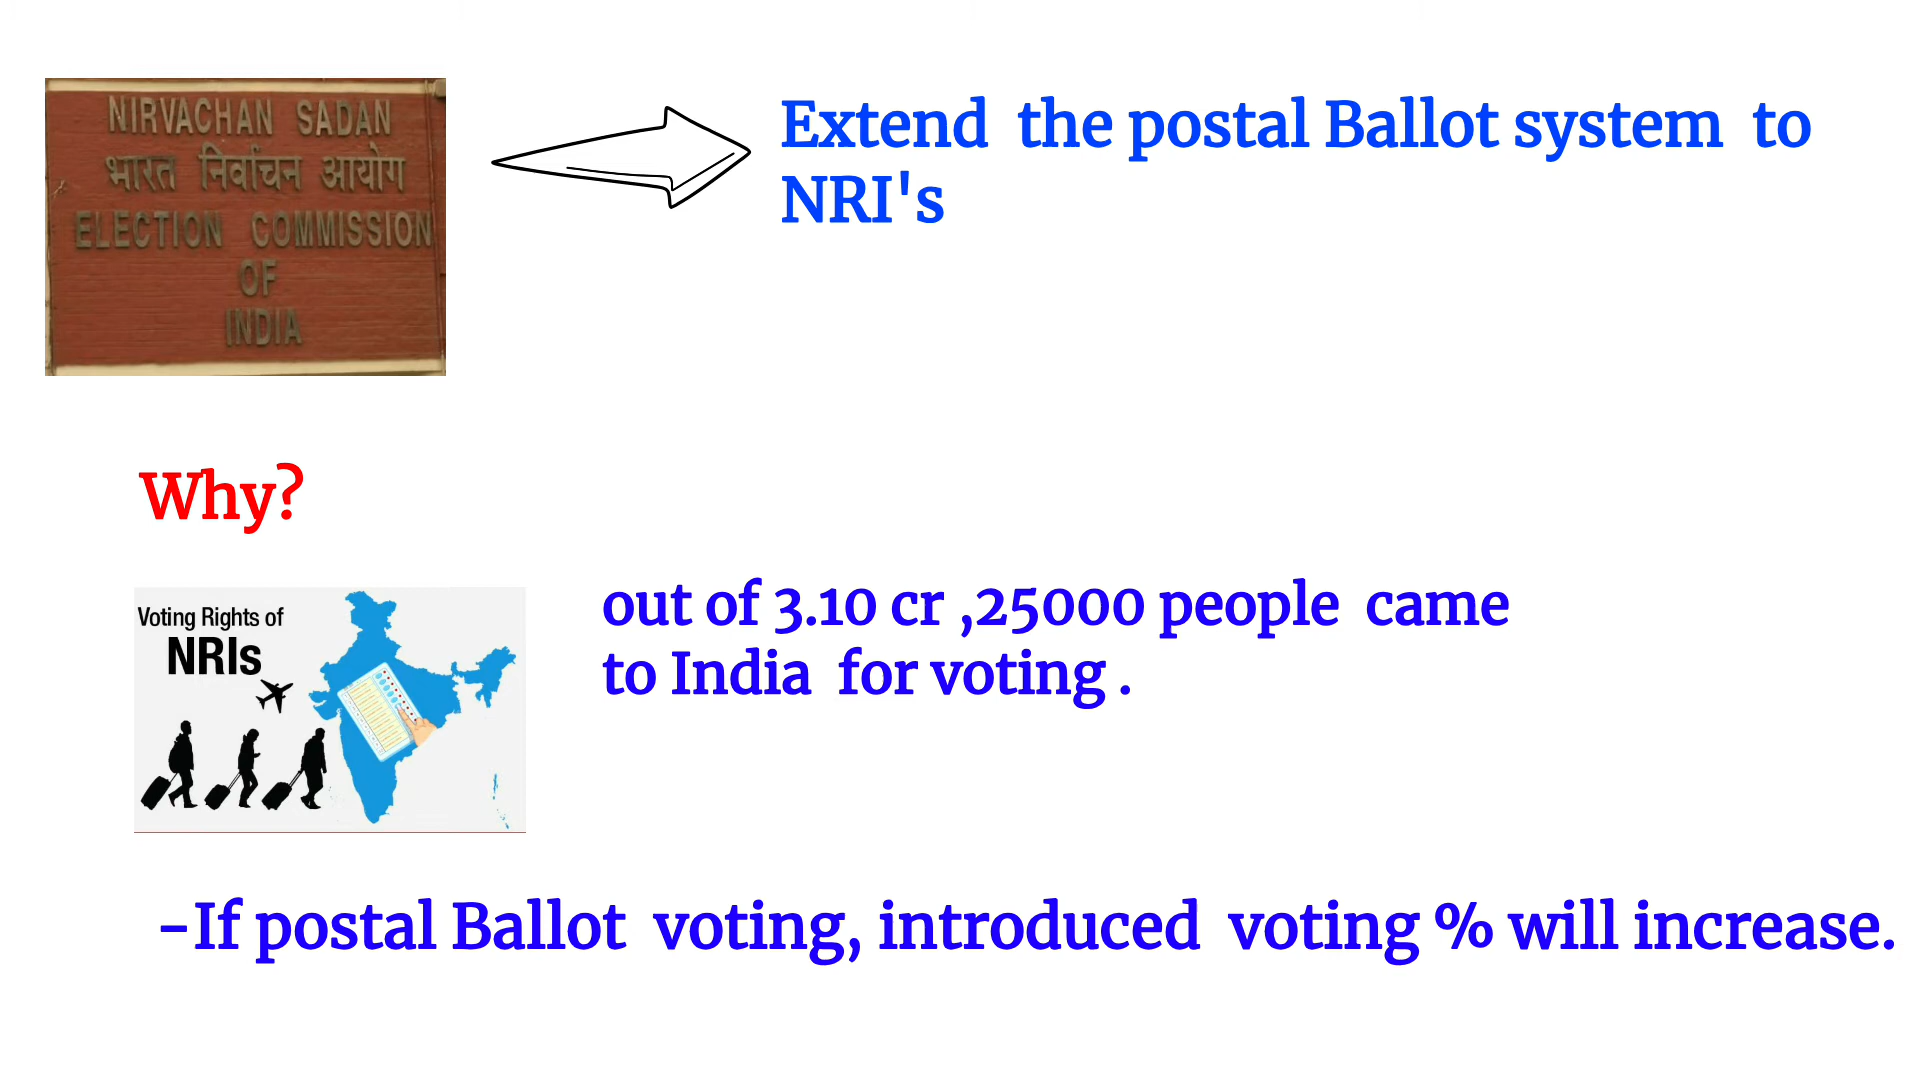 NIRVACHAN SADAN
भारत निर्वाचन आयोग
ELECTION COMMISSION
OF
INDIA
Extend the postal Ballot system to
NRI's
Why?
Voting Rights of
NRIs
out of 3.10 cr ,25000 people came
to India for voting .
-If postal Ballot voting, introduced voting % will increase.